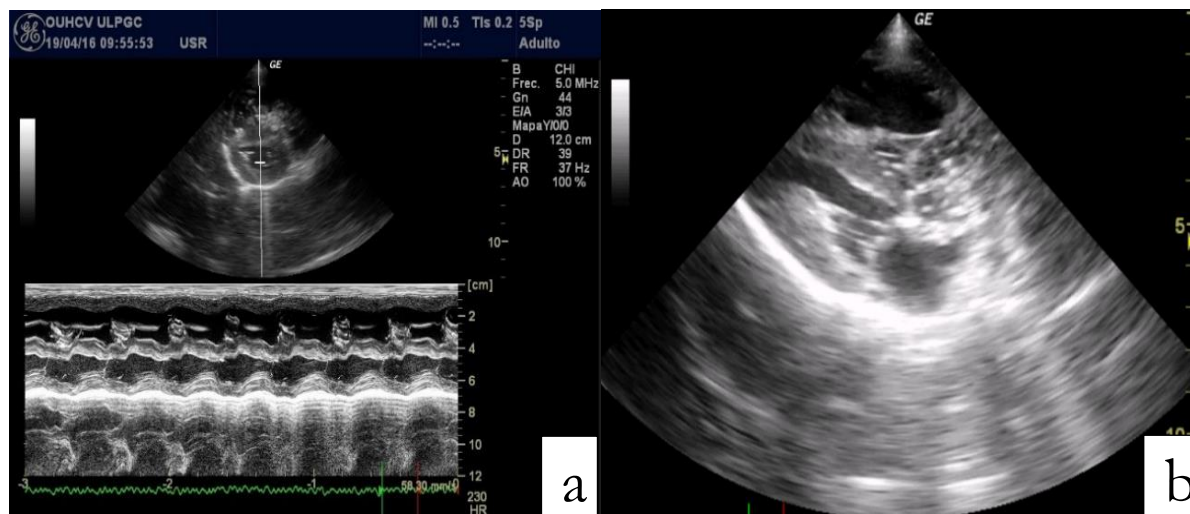 GE OUHCV ULPGC
19/04/16 09:55:53 USR
MI 0.5 TIs 0.2 5Sp
--:--:-- Adulto
GE
B CHI
Frec. 5.0 MHz
Gn 44
E/A 3/3
Mapa Y/0/0
D 12.0 cm
DR 39
FR 37 Hz
AO 100 %
5
10
[cm]
2
4
6
8
10
12
-3 -2 -1 58.30 mm/s 0
230
HR
a
GE
5
10
b